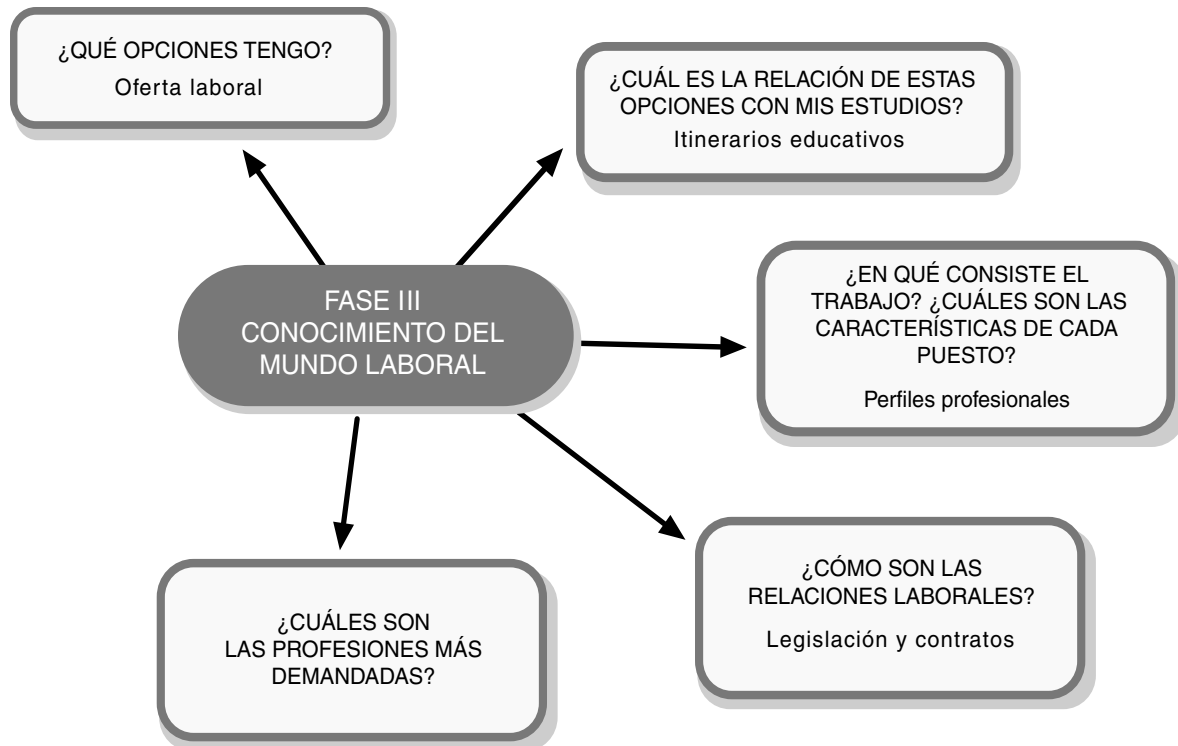 ¿QUÉ OPCIONES TENGO?
Oferta laboral
¿CUÁL ES LA RELACIÓN DE ESTAS
OPCIONES CON MIS ESTUDIOS?
Itinerarios educativos
FASE III
CONOCIMIENTO DEL
MUNDO LABORAL
¿EN QUÉ CONSISTE EL
TRABAJO? ¿CUÁLES SON LAS
CARACTERÍSTICAS DE CADA
PUESTO?
Perfiles profesionales
¿CÓMO SON LAS
RELACIONES LABORALES?
Legislación y contratos
¿CUÁLES SON
LAS PROFESIONES MÁS
DEMANDADAS?